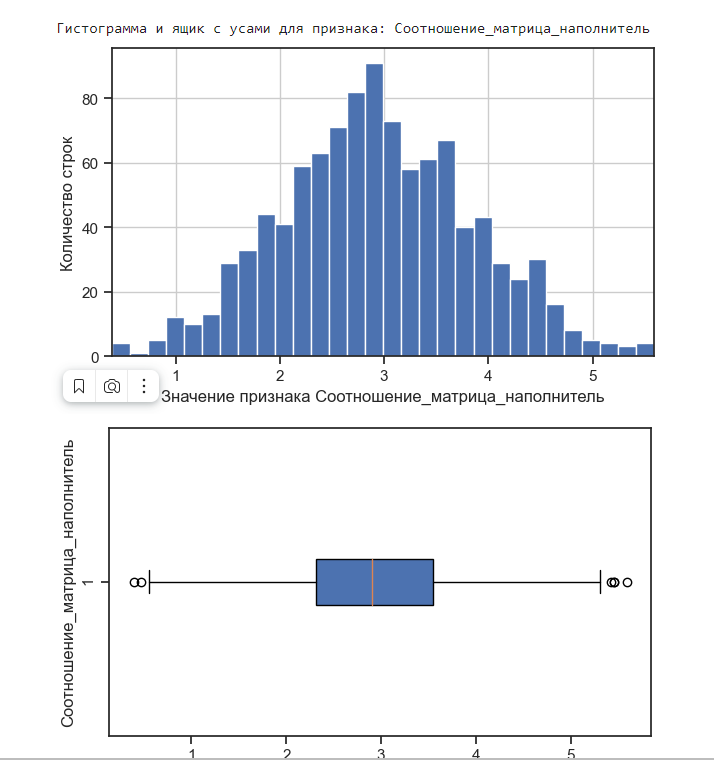 Гистограмма и ящик с усами для признака: Соотношение_матрица_наполнитель
Количество строк
80
60
40
20
0
1 2 3 4 5
Значение признака Соотношение_матрица_наполнитель
Соотношение_матрица_наполнитель
1
1 2 3 4 5